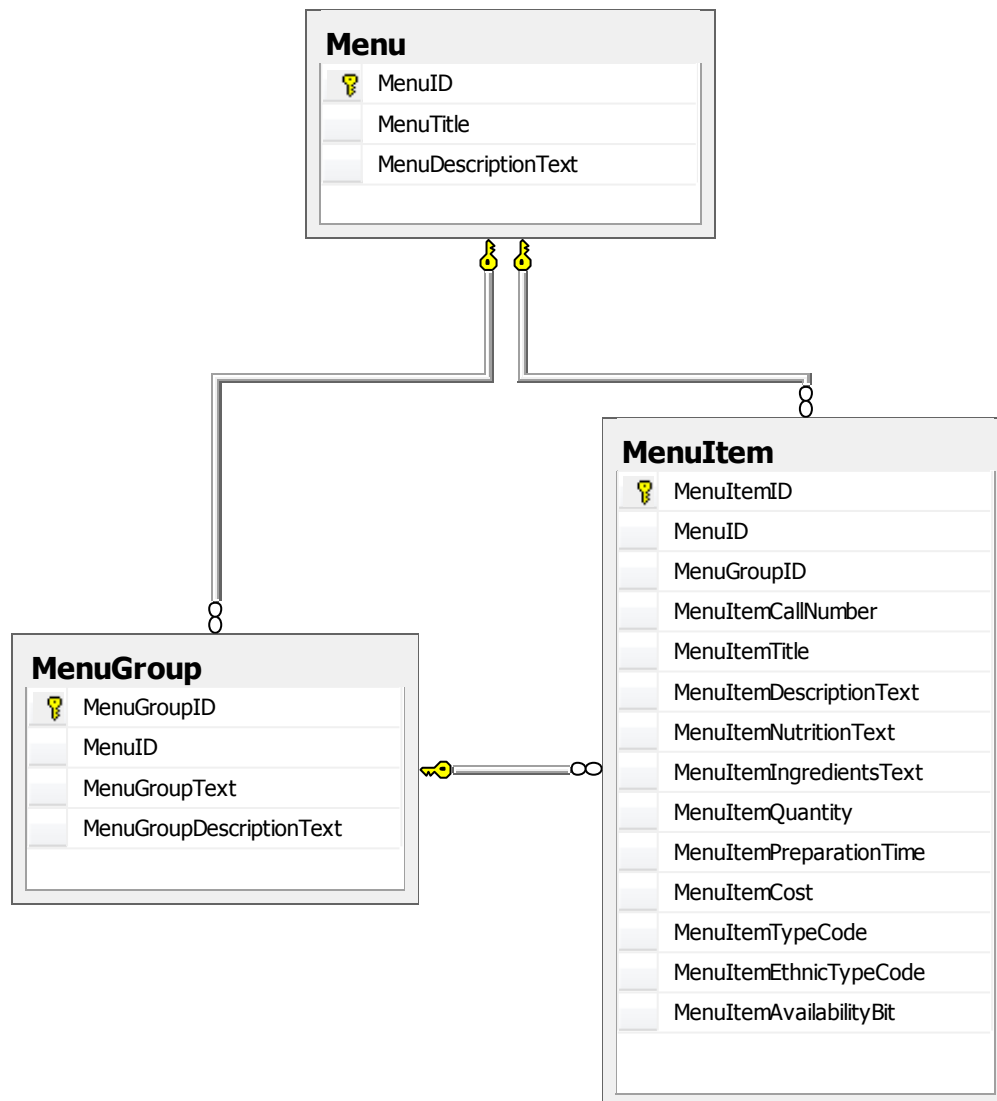 Menu
MenuID
MenuTitle
MenuDescriptionText
MenuItem
MenuItemID
MenuID
MenuGroupID
MenuItemCallNumber
MenuItemTitle
MenuItemDescriptionText
MenuItemNutritionText
MenuItemIngredientsText
MenuItemQuantity
MenuItemPreparationTime
MenuItemCost
MenuItemTypeCode
MenuItemEthnicTypeCode
MenuItemAvailabilityBit
MenuGroup
MenuGroupID
MenuID
MenuGroupText
MenuGroupDescriptionText